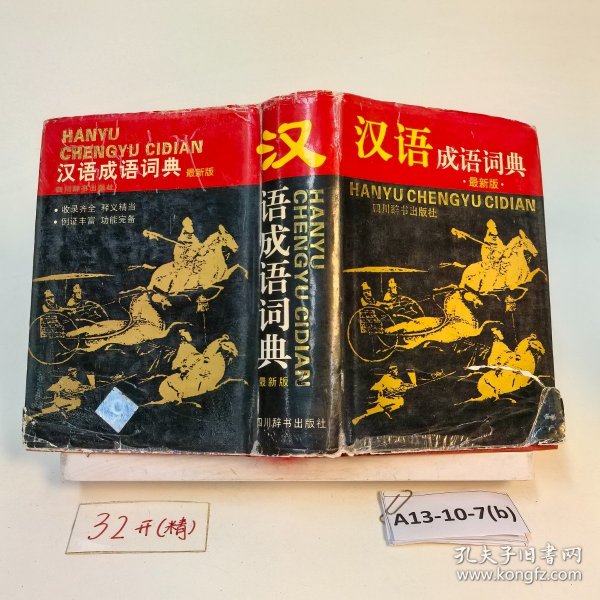 HANYU
CHENGYU CIDIAN
汉语成语词典 最新版
四川辞书出版社
• 收录齐全 释义精当
• 例证丰富 功能完备
汉
语成语词典
HANYU
CHENGYU CIDIAN
最新版
四川辞书出版社
汉语成语词典
·最新版·
HANYU CHENGYU CIDIAN
四川辞书出版社
32开(精)
A13-10-7(b)
孔夫子旧书网
www.kongfz.com